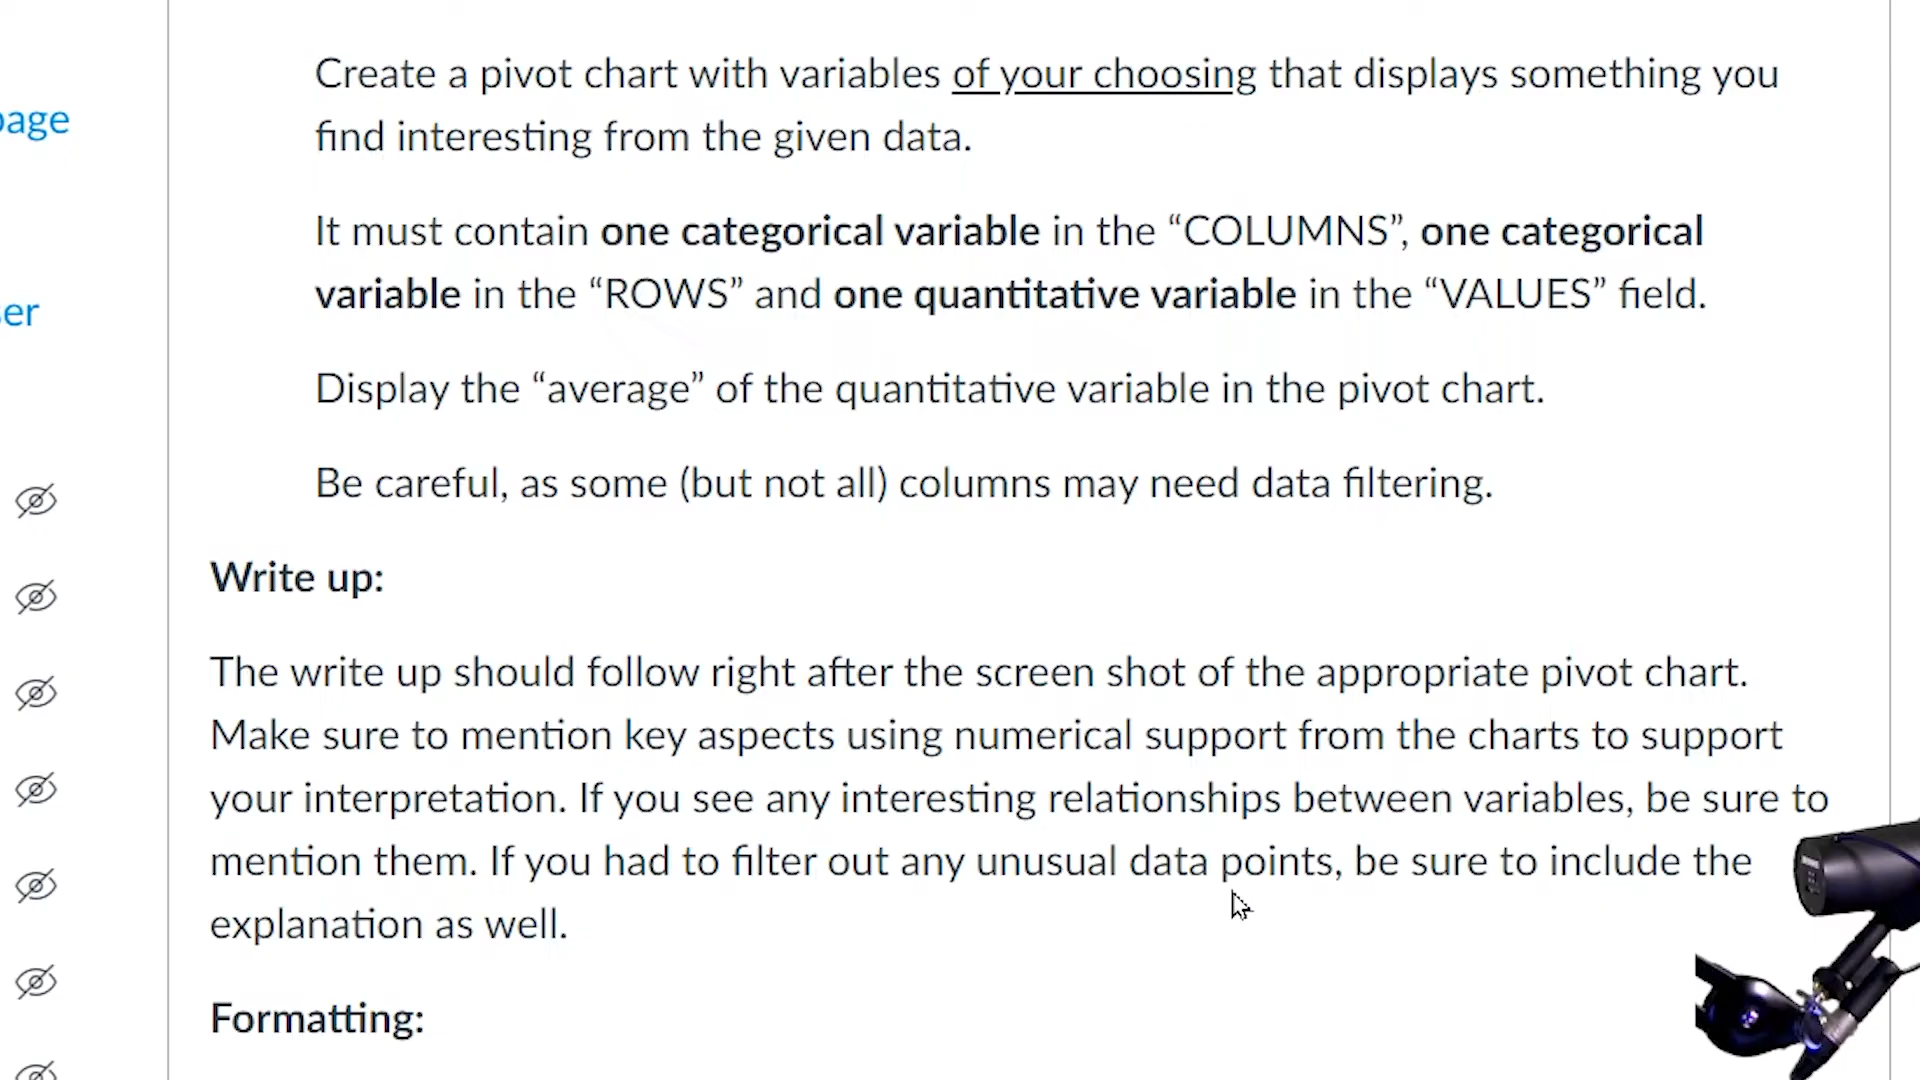 Create a pivot chart with variables of your choosing that displays something you
page
find interesting from the given data.
It must contain one categorical variable in the “COLUMNS”, one categorical
variable in the “ROWS” and one quantitative variable in the “VALUES” field.
er
Display the “average” of the quantitative variable in the pivot chart.
Be careful, as some (but not all) columns may need data filtering.
Write up:
The write up should follow right after the screen shot of the appropriate pivot chart.
Make sure to mention key aspects using numerical support from the charts to support
your interpretation. If you see any interesting relationships between variables, be sure to
mention them. If you had to filter out any unusual data points, be sure to include the
explanation as well.
Formatting: